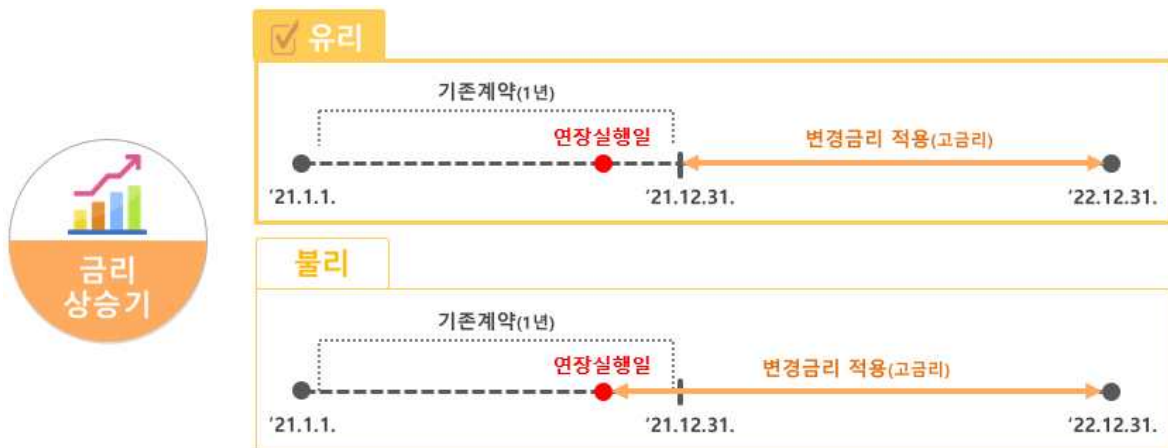 유리
기존계약(1년)
연장실행일
변경금리 적용(고금리)
'21.1.1.
'21.12.31.
'22.12.31.
금리
상승기
불리
기존계약(1년)
연장실행일
변경금리 적용(고금리)
'21.1.1.
'21.12.31.
'22.12.31.